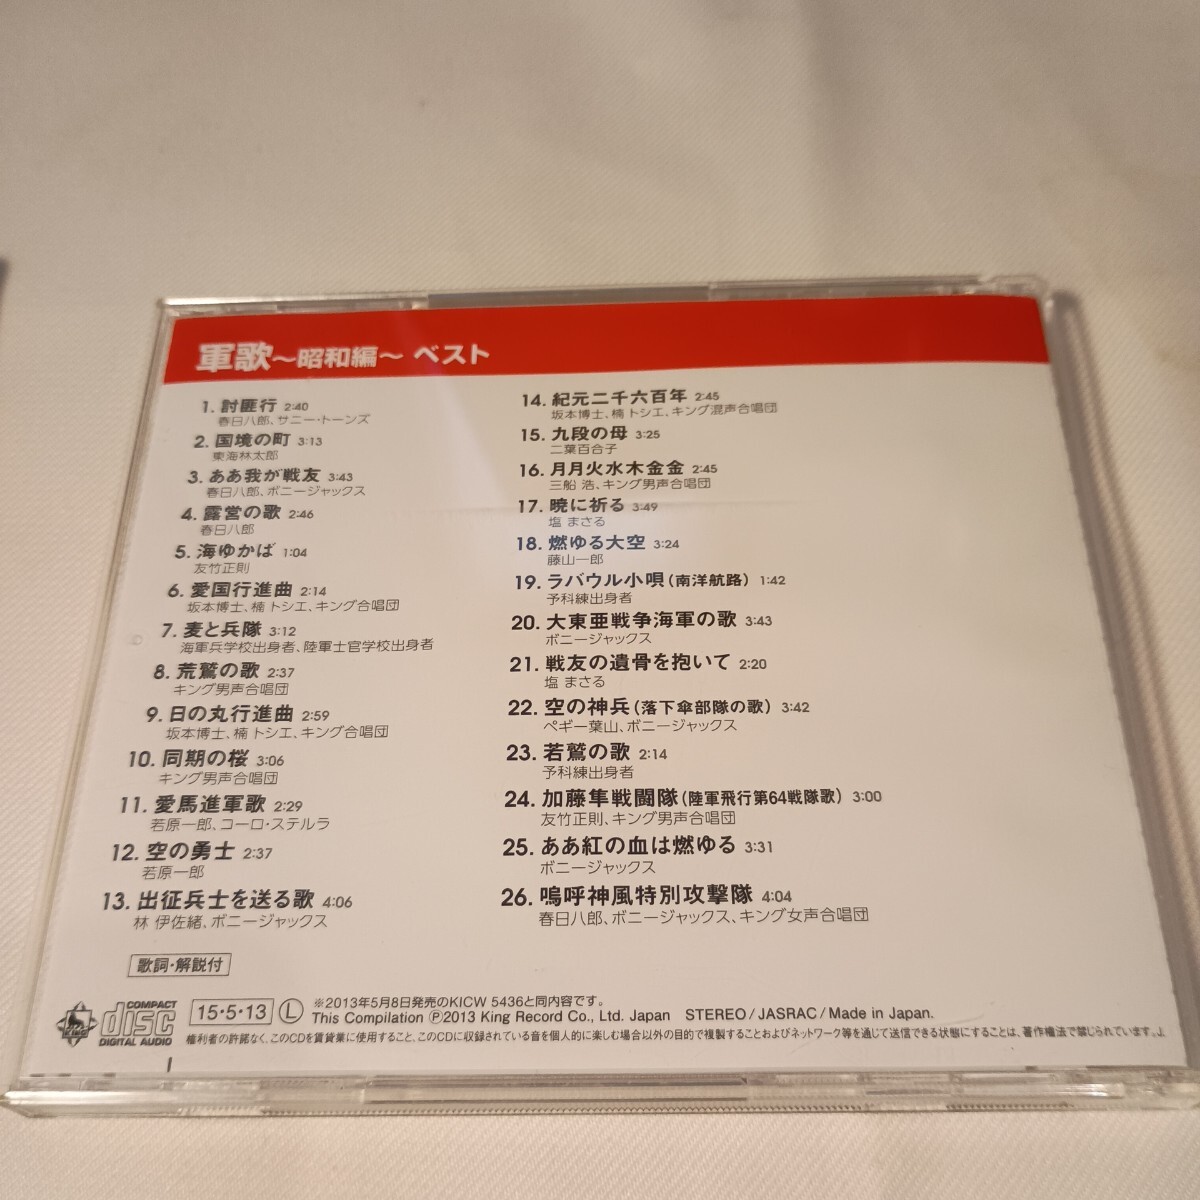 軍歌～昭和編～ ベスト
1. 討匪行 2:40
春日八郎、サニー・トーンズ
2. 国境の町 3:13
東海林太郎
3. ああ我が戦友 3:43
春日八郎、ボニージャックス
4. 露営の歌 2:46
春日八郎
5. 海ゆかば 1:04
友竹正則
6. 愛国行進曲 2:14
坂本博士、楠 トシエ、キング合唱団
7. 麦と兵隊 3:12
海軍兵学校出身者、陸軍士官学校出身者
8. 荒鷲の歌 2:37
キング男声合唱団
9. 日の丸行進曲 2:59
坂本博士、楠 トシエ、キング合唱団
10. 同期の桜 3:06
キング男声合唱団
11. 愛馬進軍歌 2:29
若原一郎、コーロ・ステルラ
12. 空の勇士 2:37
若原一郎
13. 出征兵士を送る歌 4:06
林 伊佐緒、ボニージャックス
14. 紀元二千六百年 2:45
坂本博士、楠 トシエ、キング混声合唱団
15. 九段の母 3:25
二葉百合子
16. 月月火水木金金 2:45
三船 浩、キング男声合唱団
17. 暁に祈る 3:49
塩 まさる
18. 燃ゆる大空 3:24
藤山一郎
19. ラバウル小唄(南洋航路) 1:42
予科練出身者
20. 大東亜戦争海軍の歌 3:43
ボニージャックス
21. 戦友の遺骨を抱いて 2:20
塩 まさる
22. 空の神兵(落下傘部隊の歌) 3:42
ペギー葉山、ボニージャックス
23. 若鷲の歌 2:14
予科練出身者
24. 加藤隼戦闘隊(陸軍飛行第64戦隊歌) 3:00
友竹正則、キング男声合唱団
25. ああ紅の血は燃ゆる 3:31
ボニージャックス
26. 嗚呼神風特別攻撃隊 4:04
春日八郎、ボニージャックス、キング女声合唱団
歌詞・解説付
KING
COMPACT
disc
DIGITAL AUDIO
15・5・13 Ⓛ
※2013年5月8日発売のKICW 5436と同内容です。
This Compilation Ⓟ2013 King Record Co., Ltd. Japan STEREO/JASRAC/Made in Japan.
権利者の許諾なく、このCDを賃貸業に使用すること、このCDに収録されている音を個人的に楽しむ場合以外の目的で複製することおよびネットワーク等を通じて送信できる状態にすることは、著作権法で禁じられています。J